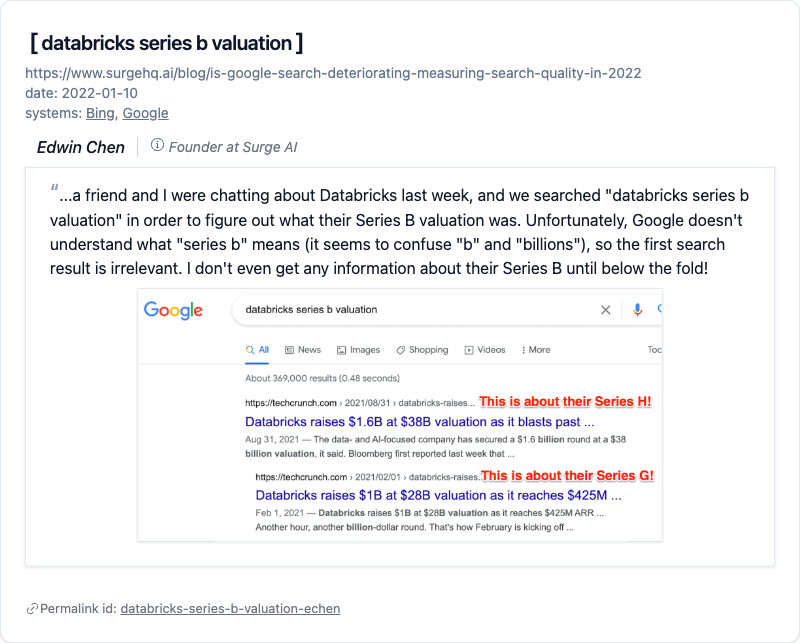 [ databricks series b valuation ]
https://www.surgehq.ai/blog/is-google-search-deteriorating-measuring-search-quality-in-2022
date: 2022-01-10
systems: Bing, Google
Edwin Chen
Founder at Surge AI
“...a friend and I were chatting about Databricks last week, and we searched "databricks series b
valuation" in order to figure out what their Series B valuation was. Unfortunately, Google doesn't
understand what "series b" means (it seems to confuse "b" and "billions"), so the first search
result is irrelevant. I don't even get any information about their Series B until below the fold!
Google
databricks series b valuation
All News Images Shopping Videos More Too
About 369,000 results (0.48 seconds)
https://techcrunch.com › 2021/08/31 › databricks-raises... This is about their Series H!
Databricks raises $1.6B at $38B valuation as it blasts past ...
Aug 31, 2021 — The data- and AI-focused company has secured a $1.6 billion round at a $38
billion valuation, it said. Bloomberg first reported last week that ...
https://techcrunch.com › 2021/02/01 › databricks-raises.. This is about their Series G!
Databricks raises $1B at $28B valuation as it reaches $425M ...
Feb 1, 2021 — Databricks raises $1B at $28B valuation as it reaches $425M ARR ...
Another hour, another billion-dollar round. That's how February is kicking off ...
Permalink id: databricks-series-b-valuation-echen